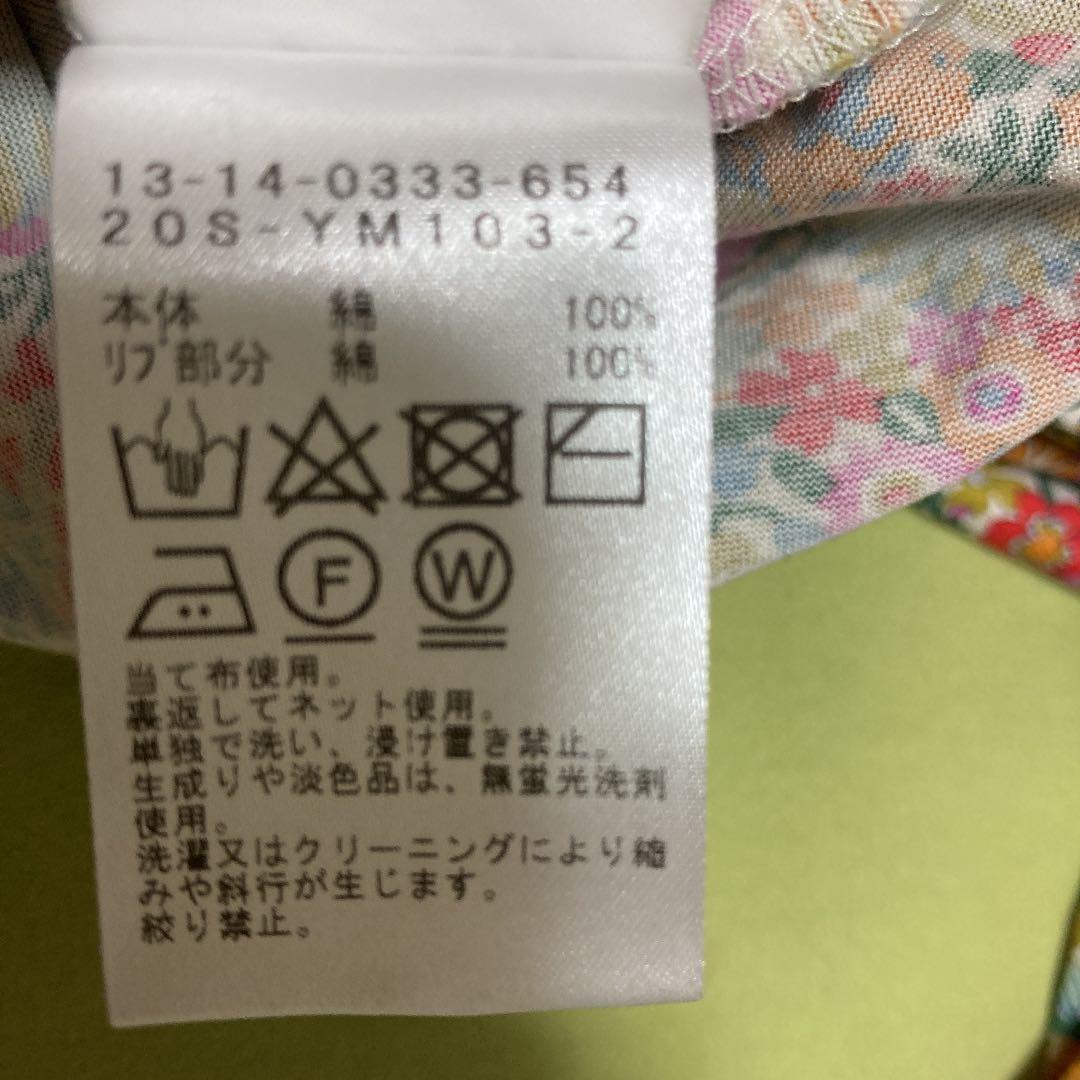 13-14-0333-654
20S-YM103-2
本体 綿 100%
リブ部分 綿 100%
F W
当て布使用。
裏返してネット使用。
単独で洗い、浸け置き禁止。
生成りや淡色品は、無蛍光洗剤
使用。
洗濯又はクリーニングにより縮
みや斜行が生じます。
絞り禁止。